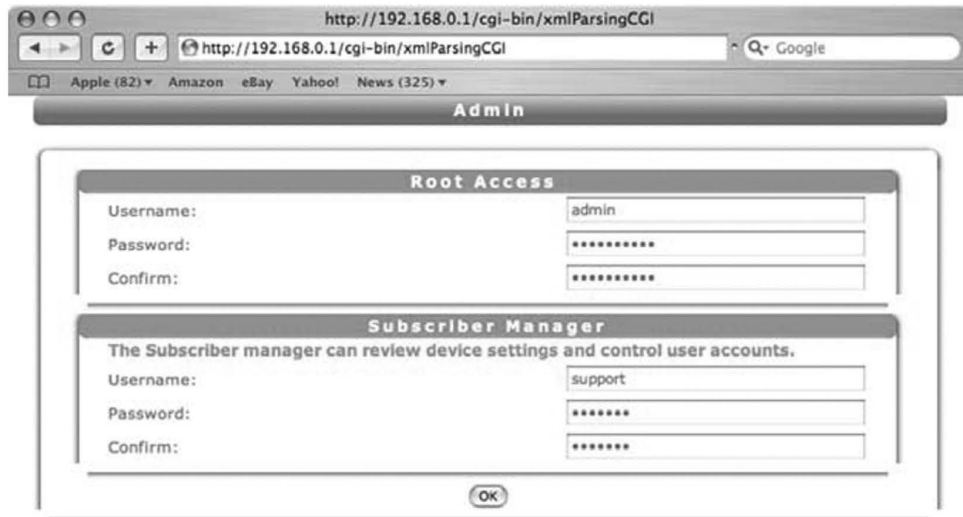 http://192.168.0.1/cgi-bin/xmlParsingCGI
http://192.168.0.1/cgi-bin/xmlParsingCGI Google
Apple (82) Amazon eBay Yahoo! News (325)
Admin
Root Access
Username: admin
Password: ••••••••••
Confirm: ••••••••••
Subscriber Manager
The Subscriber manager can review device settings and control user accounts.
Username: support
Password: •••••••
Confirm: •••••••
OK